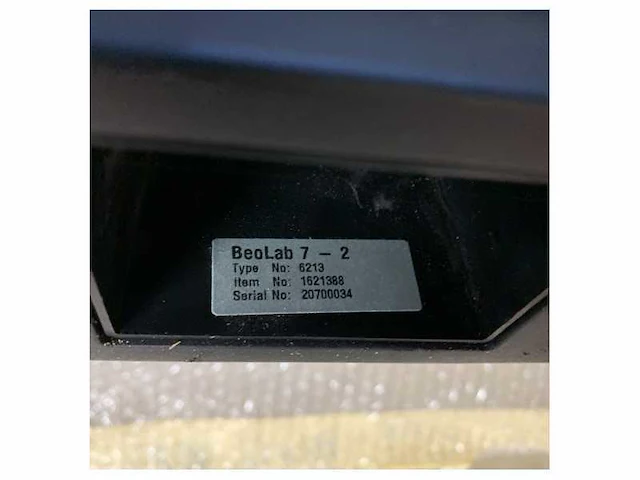 BeoLab 7 - 2
Type No: 6213
Item No: 1621388
Serial No: 20700034